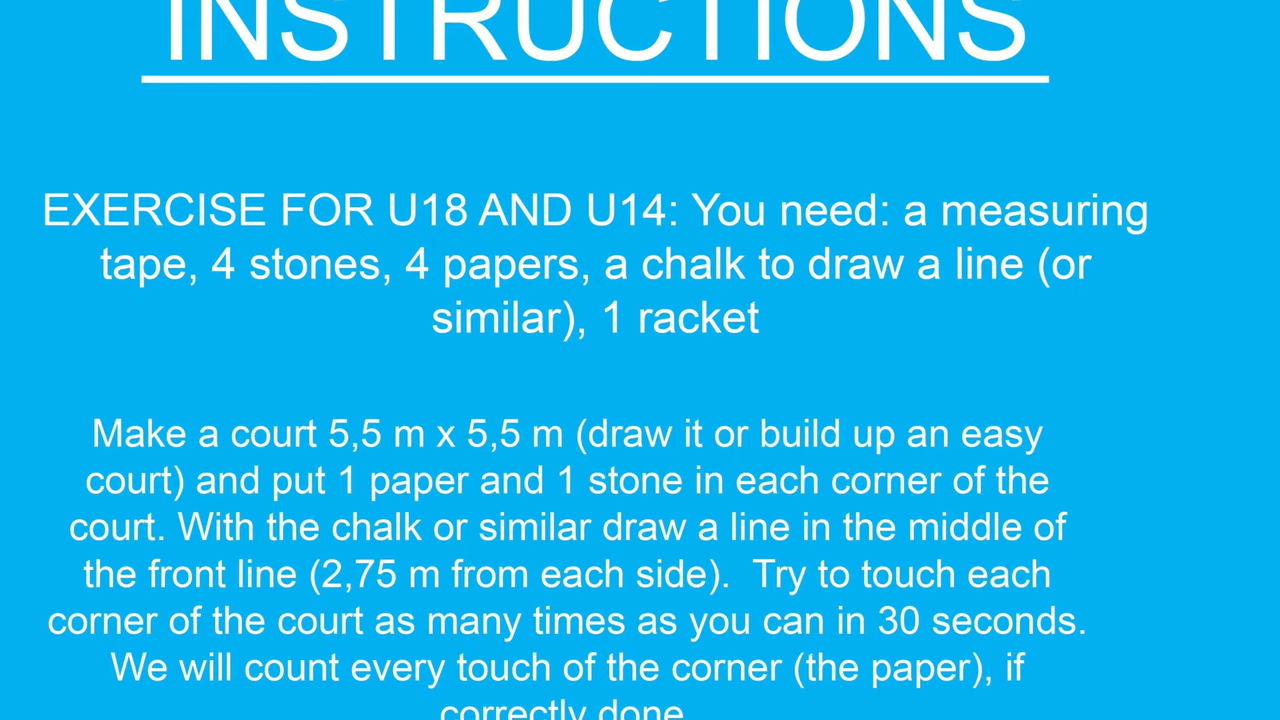 INSTRUCTIONS
EXERCISE FOR U18 AND U14: You need: a measuring
tape, 4 stones, 4 papers, a chalk to draw a line (or
similar), 1 racket
Make a court 5,5 m x 5,5 m (draw it or build up an easy
court) and put 1 paper and 1 stone in each corner of the
court. With the chalk or similar draw a line in the middle of
the front line (2,75 m from each side).  Try to touch each
corner of the court as many times as you can in 30 seconds.
We will count every touch of the corner (the paper), if
correctly done